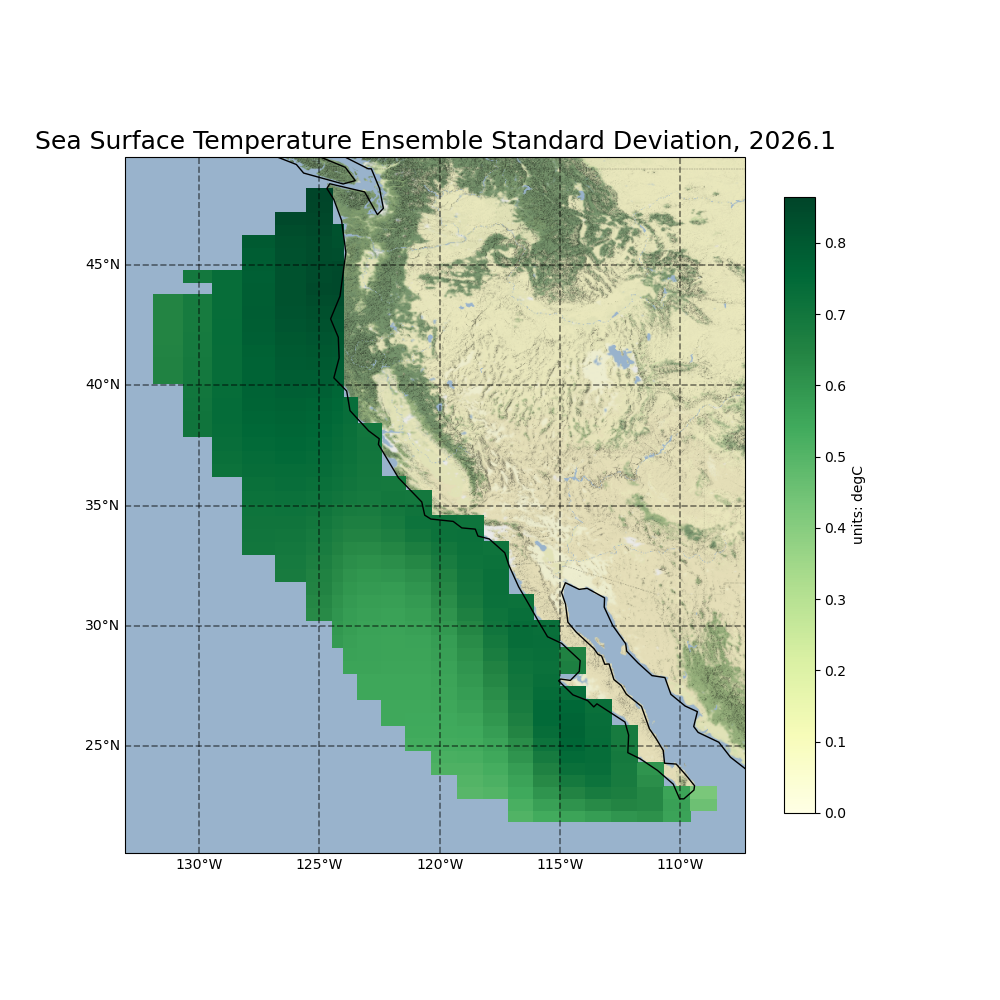 Sea Surface Temperature Ensemble Standard Deviation, 2026.1
45°N
40°N
35°N
30°N
25°N
130°W 125°W 120°W 115°W 110°W
0.8
0.7
0.6
0.5
0.4
0.3
0.2
0.1
0.0
units: degC